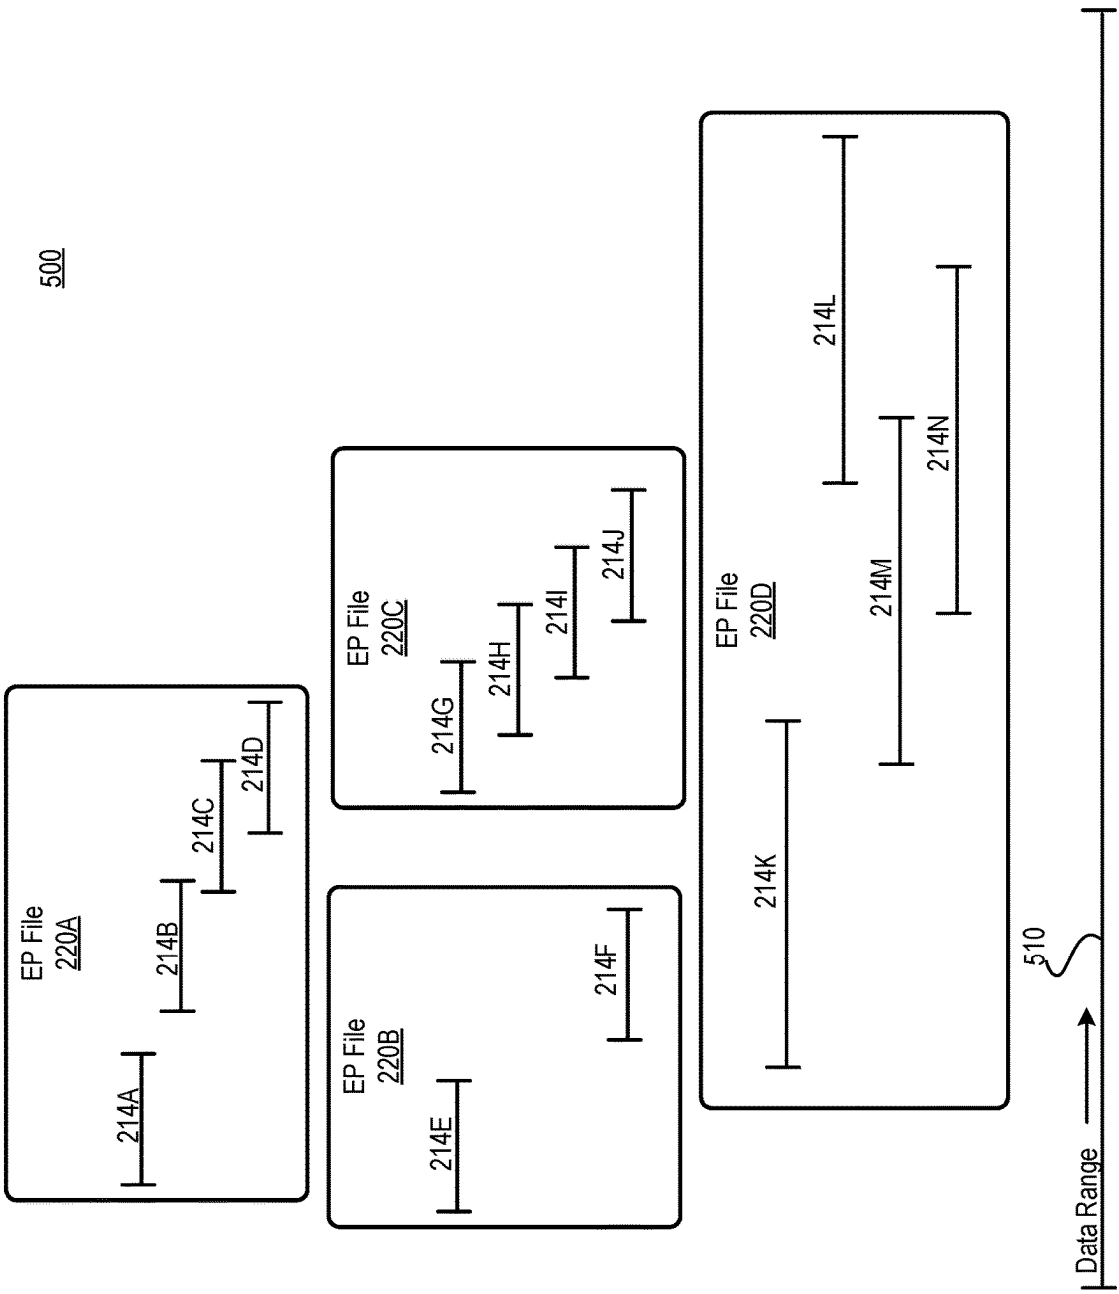 500
EP File
220A
214A
214B
214C
214D
EP File
220B
214E
214F
EP File
220C
214G
214H
214I
214J
EP File
220D
214K
214L
214M
214N
510
Data Range